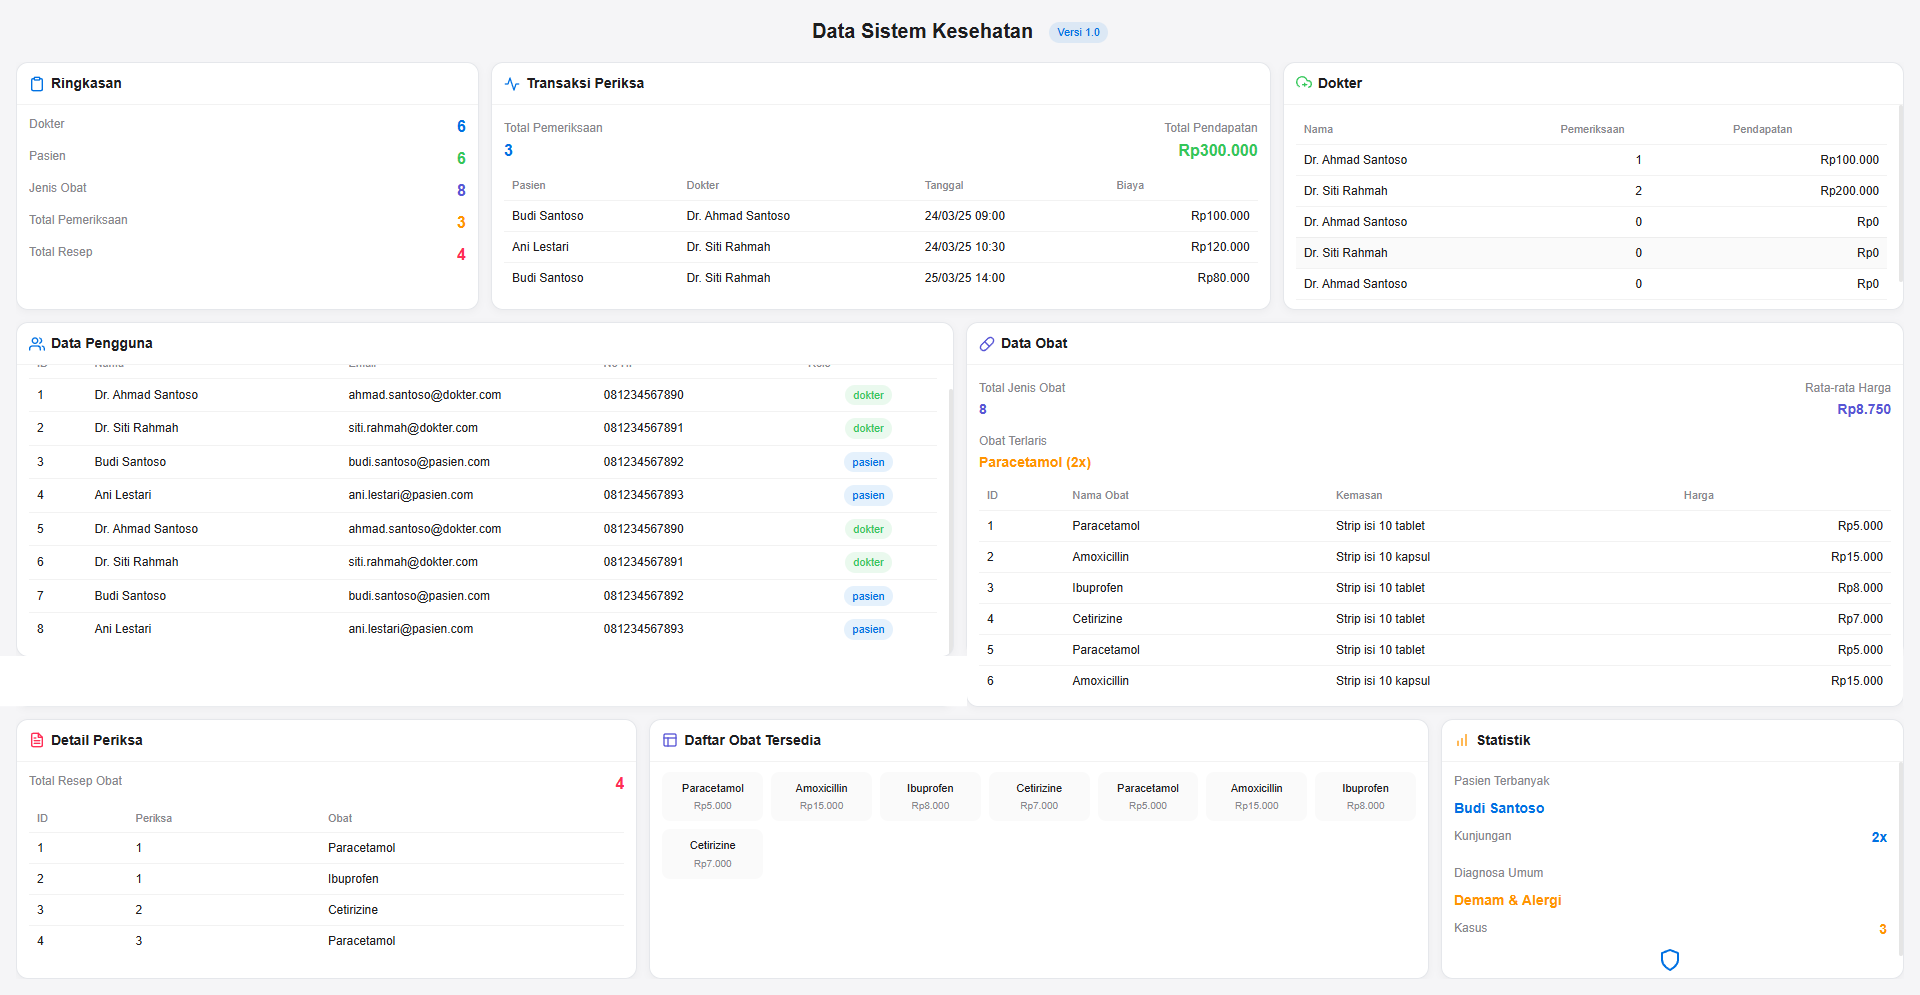 Data Sistem Kesehatan Versi 1.0
Ringkasan
Dokter 6
Pasien 6
Jenis Obat 8
Total Pemeriksaan 3
Total Resep 4
Transaksi Periksa
Total Pemeriksaan Total Pendapatan
3 Rp300.000
Pasien Dokter Tanggal Biaya
Budi Santoso Dr. Ahmad Santoso 24/03/25 09:00 Rp100.000
Ani Lestari Dr. Siti Rahmah 24/03/25 10:30 Rp120.000
Budi Santoso Dr. Siti Rahmah 25/03/25 14:00 Rp80.000
Dokter
Nama Pemeriksaan Pendapatan
Dr. Ahmad Santoso 1 Rp100.000
Dr. Siti Rahmah 2 Rp200.000
Dr. Ahmad Santoso 0 Rp0
Dr. Siti Rahmah 0 Rp0
Dr. Ahmad Santoso 0 Rp0
Data Pengguna
1 Dr. Ahmad Santoso ahmad.santoso@dokter.com 081234567890 dokter
2 Dr. Siti Rahmah siti.rahmah@dokter.com 081234567891 dokter
3 Budi Santoso budi.santoso@pasien.com 081234567892 pasien
4 Ani Lestari ani.lestari@pasien.com 081234567893 pasien
5 Dr. Ahmad Santoso ahmad.santoso@dokter.com 081234567890 dokter
6 Dr. Siti Rahmah siti.rahmah@dokter.com 081234567891 dokter
7 Budi Santoso budi.santoso@pasien.com 081234567892 pasien
8 Ani Lestari ani.lestari@pasien.com 081234567893 pasien
Data Obat
Total Jenis Obat Rata-rata Harga
8 Rp8.750
Obat Terlaris
Paracetamol (2x)
ID Nama Obat Kemasan Harga
1 Paracetamol Strip isi 10 tablet Rp5.000
2 Amoxicillin Strip isi 10 kapsul Rp15.000
3 Ibuprofen Strip isi 10 tablet Rp8.000
4 Cetirizine Strip isi 10 tablet Rp7.000
5 Paracetamol Strip isi 10 tablet Rp5.000
6 Amoxicillin Strip isi 10 kapsul Rp15.000
Detail Periksa
Total Resep Obat 4
ID Periksa Obat
1 1 Paracetamol
2 1 Ibuprofen
3 2 Cetirizine
4 3 Paracetamol
Daftar Obat Tersedia
Paracetamol Amoxicillin Ibuprofen Cetirizine Paracetamol Amoxicillin Ibuprofen
Rp5.000 Rp15.000 Rp8.000 Rp7.000 Rp5.000 Rp15.000 Rp8.000
Cetirizine
Rp7.000
Statistik
Pasien Terbanyak
Budi Santoso
Kunjungan 2x
Diagnosa Umum
Demam & Alergi
Kasus 3